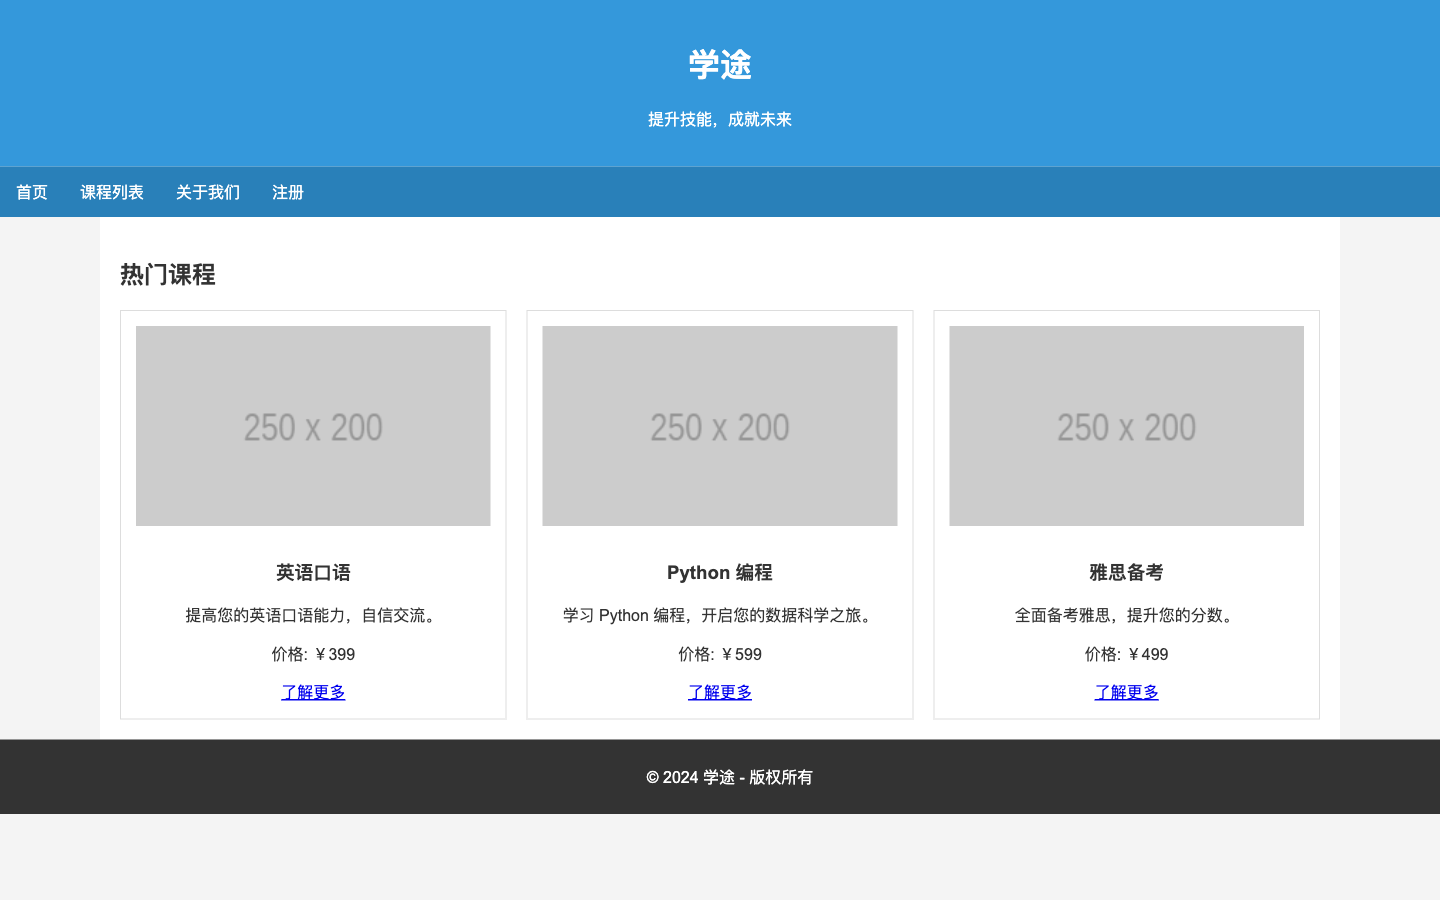 学途
提升技能，成就未来
首页 课程列表 关于我们 注册
热门课程
250 x 200
英语口语
提高您的英语口语能力，自信交流。
价格: ￥399
了解更多
250 x 200
Python 编程
学习 Python 编程，开启您的数据科学之旅。
价格: ￥599
了解更多
250 x 200
雅思备考
全面备考雅思，提升您的分数。
价格: ￥499
了解更多
© 2024 学途 - 版权所有